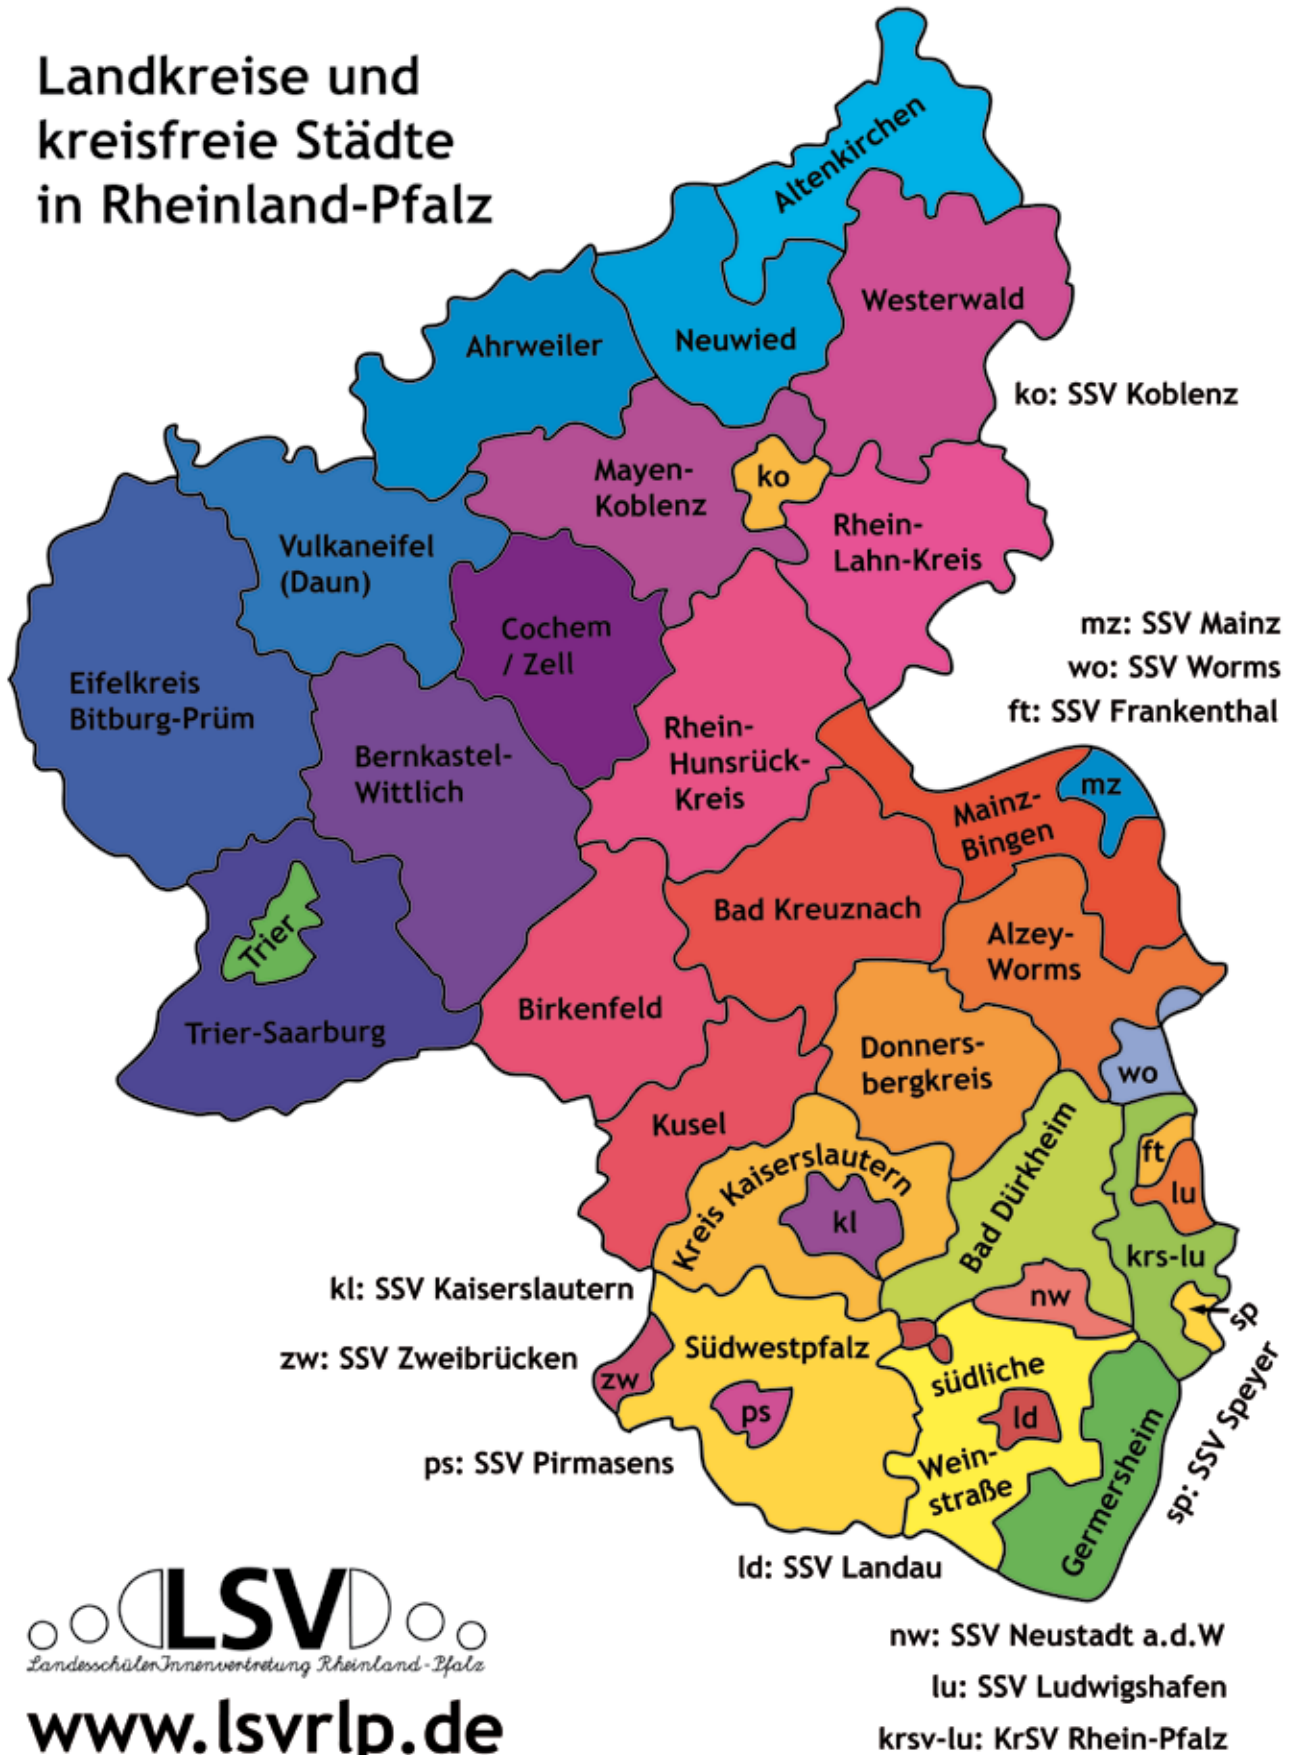 Landkreise und
kreisfreie Städte
in Rheinland-Pfalz
Altenkirchen
Westerwald
Neuwied
Ahrweiler
ko: SSV Koblenz
Mayen-
Koblenz
ko
Rhein-
Lahn-Kreis
Vulkaneifel
(Daun)
Cochem
/ Zell
mz: SSV Mainz
wo: SSV Worms
ft: SSV Frankenthal
Eifelkreis
Bitburg-Prüm
Bernkastel-
Wittlich
Rhein-
Hunsrück-
Kreis
mz
Mainz-
Bingen
Bad Kreuznach
Alzey-
Worms
Trier
Trier-Saarburg
Birkenfeld
Donners-
bergkreis
wo
Kusel
Kreis Kaiserslautern
kl
Bad Dürkheim
ft
lu
krs-lu
kl: SSV Kaiserslautern
nw
sp
zw: SSV Zweibrücken
zw
Südwestpfalz
südliche
Wein-
straße
ps
ld
Germersheim
sp: SSV Speyer
ps: SSV Pirmasens
ld: SSV Landau
LSV
LandesschülerInnenvertretung Rheinland-Pfalz
www.lsvrlp.de
nw: SSV Neustadt a.d.W
lu: SSV Ludwigshafen
krsv-lu: KrSV Rhein-Pfalz